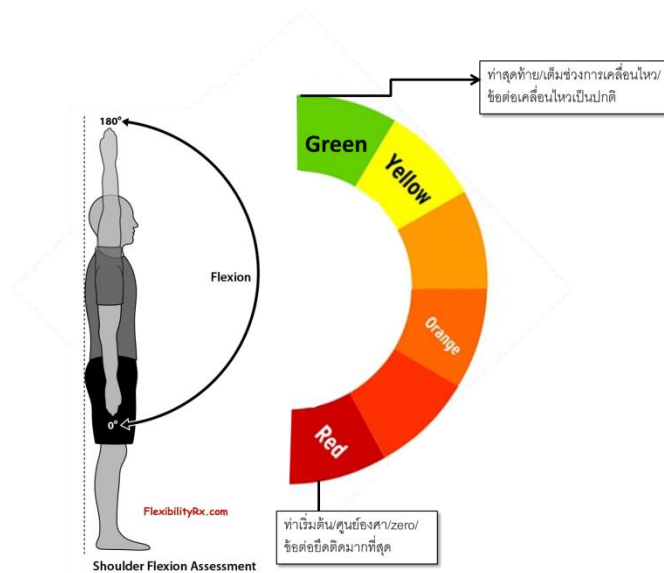 ท่าสุดท้าย/เต็มช่วงการเคลื่อนไหว/
ข้อต่อเคลื่อนไหวเป็นปกติ
180°
Green
Yellow
Flexion
Orange
0°
Red
FlexibilityRx.com
ท่าเริ่มต้น/ศูนย์องศา/zero/
ข้อต่อยึดติดมากที่สุด
Shoulder Flexion Assessment